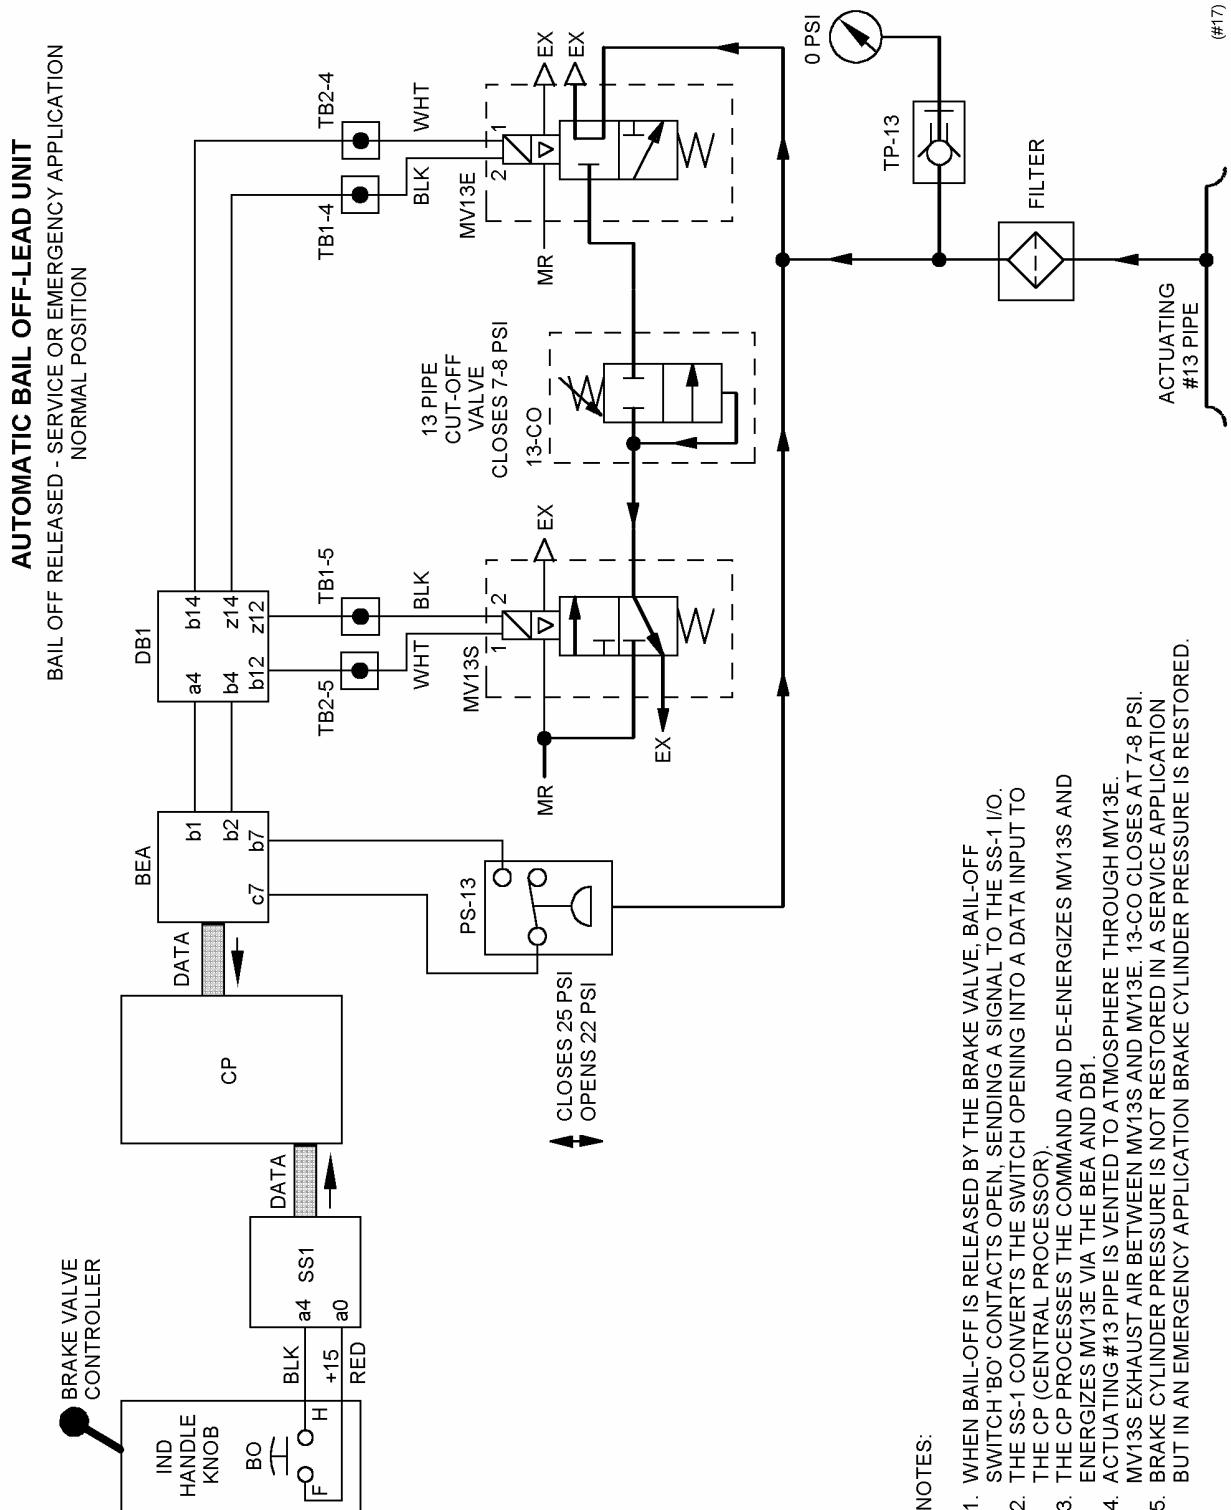 AUTOMATIC BAIL OFF-LEAD UNIT
BAIL OFF RELEASED - SERVICE OR EMERGENCY APPLICATION
NORMAL POSITION
BRAKE VALVE
CONTROLLER
IND
HANDLE
KNOB
BO
F
H
BLK
+15
RED
a4
a0
SS1
DATA
CP
DATA
BEA
b1
b2
c7
b7
DB1
a4
b14
b4
z14
b12
z12
TB2-5
TB1-5
TB1-4
TB2-4
WHT
BLK
BLK
WHT
MV13S
1
2
EX
MR
EX
PS-13
CLOSES 25 PSI
OPENS 22 PSI
13 PIPE
CUT-OFF
VALVE
CLOSES 7-8 PSI
13-CO
MV13E
2
1
MR
EX
EX
0 PSI
TP-13
FILTER
ACTUATING
#13 PIPE
NOTES:
1. WHEN BAIL-OFF IS RELEASED BY THE BRAKE VALVE, BAIL-OFF
SWITCH 'BO' CONTACTS OPEN, SENDING A SIGNAL TO THE SS-1 I/O.
2. THE SS-1 CONVERTS THE SWITCH OPENING INTO A DATA INPUT TO
THE CP (CENTRAL PROCESSOR).
3. THE CP PROCESSES THE COMMAND AND DE-ENERGIZES MV13S AND
ENERGIZES MV13E VIA THE BEA AND DB1.
4. ACTUATING #13 PIPE IS VENTED TO ATMOSPHERE THROUGH MV13E.
MV13S EXHAUST AIR BETWEEN MV13S AND MV13E. 13-CO CLOSES AT 7-8 PSI.
5. BRAKE CYLINDER PRESSURE IS NOT RESTORED IN A SERVICE APPLICATION
BUT IN AN EMERGENCY APPLICATION BRAKE CYLINDER PRESSURE IS RESTORED.
(#17)